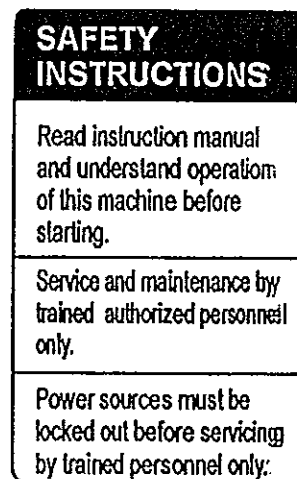 SAFETY
INSTRUCTIONS
Read instruction manual
and understand operation
of this machine before
starting.
Service and maintenance by
trained authorized personnel
only.
Power sources must be
locked out before servicing
by trained personnel only.